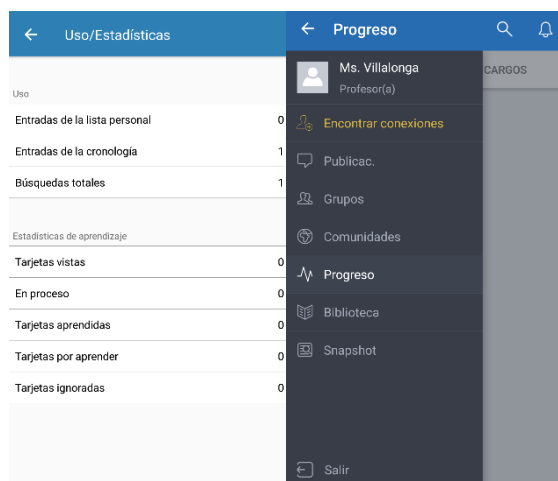 Uso/Estadísticas
Uso
Entradas de la lista personal 0
Entradas de la cronología 1
Búsquedas totales 1
Estadísticas de aprendizaje
Tarjetas vistas 0
En proceso 0
Tarjetas aprendidas 0
Tarjetas por aprender 0
Tarjetas ignoradas 0
Progreso
Ms. Villalonga
Profesor(a)
CARGOS
Encontrar conexiones
Publicac.
Grupos
Comunidades
Progreso
Biblioteca
Snapshot
Salir